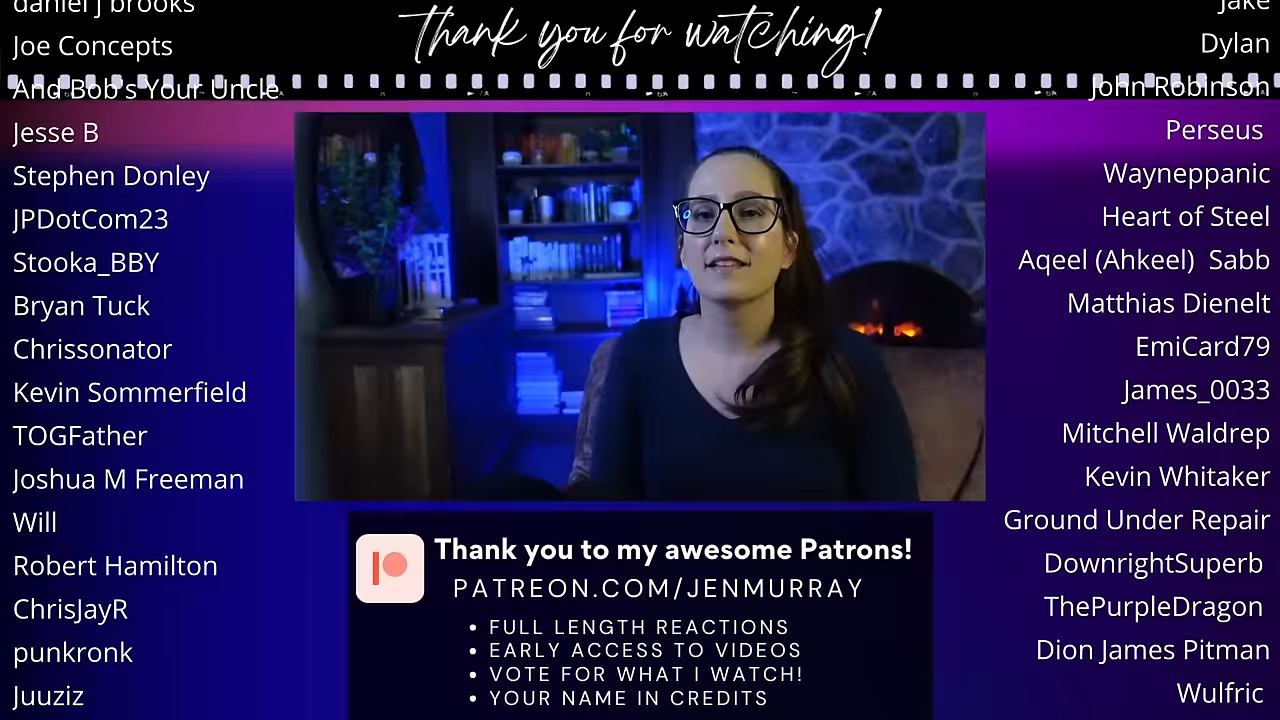 daniel j brooks
Joe Concepts
And Bob's Your Uncle
Jesse B
Stephen Donley
JPDotCom23
Stooka_BBY
Bryan Tuck
Chrissonator
Kevin Sommerfield
TOGFather
Joshua M Freeman
Will
Robert Hamilton
ChrisJayR
punkronk
Juuziz
Thank you for watching!
Thank you to my awesome Patrons!
PATREON.COM/JENMURRAY
• FULL LENGTH REACTIONS
• EARLY ACCESS TO VIDEOS
• VOTE FOR WHAT I WATCH!
• YOUR NAME IN CREDITS
Jake
Dylan
John Robinson
Perseus
Wayneppanic
Heart of Steel
Aqeel (Ahkeel)  Sabb
Matthias Dienelt
EmiCard79
James_0033
Mitchell Waldrep
Kevin Whitaker
Ground Under Repair
DownrightSuperb
ThePurpleDragon
Dion James Pitman
Wulfric